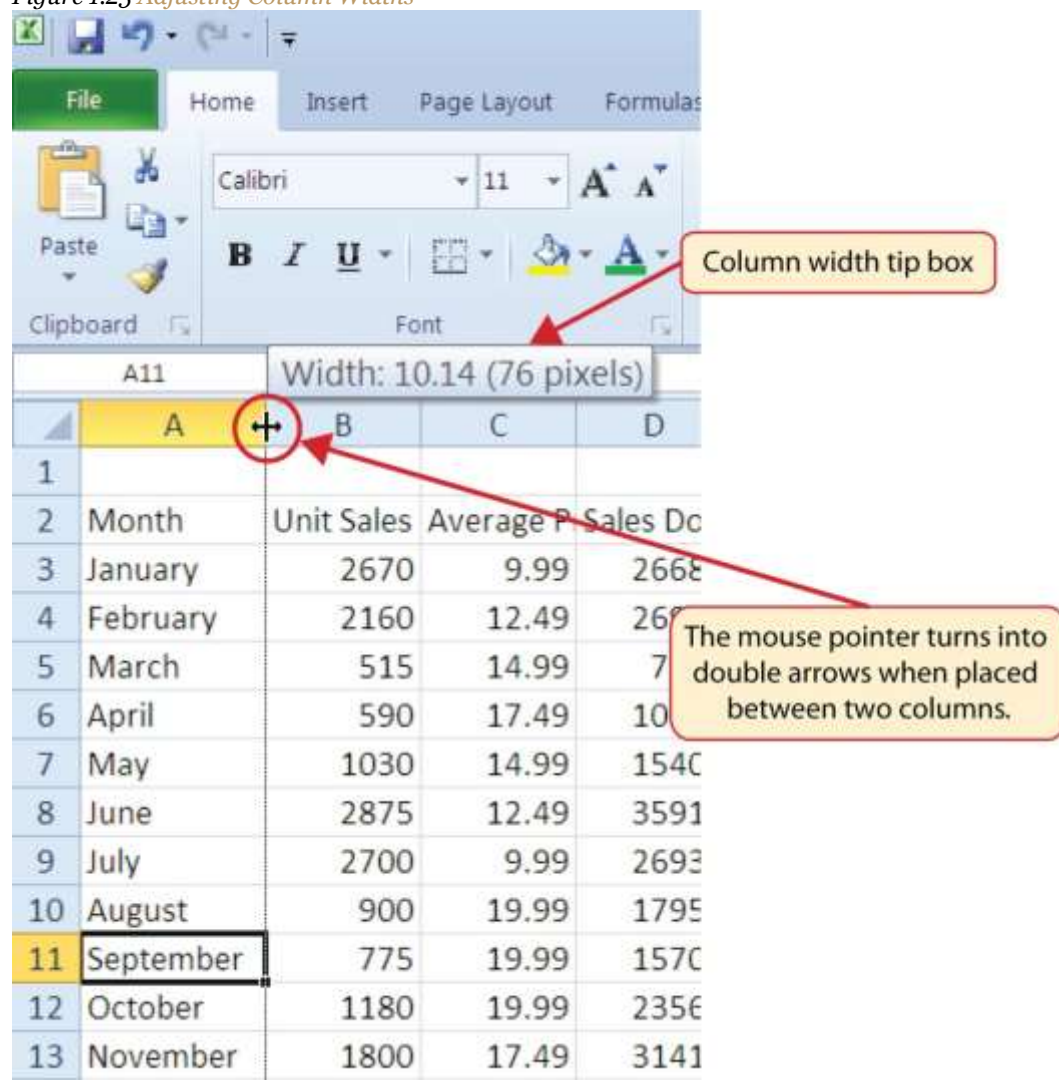 Figure 1.23 Adjusting Column Widths
File Home Insert Page Layout Formulas
Calibri 11 A A
Paste B I U A
Clipboard Font
Column width tip box
A11 Width: 10.14 (76 pixels)
A B C D
1
2 Month Unit Sales Average P Sales Do
3 January 2670 9.99 2668
4 February 2160 12.49
5 March 515 14.99 7
6 April 590 17.49 10
7 May 1030 14.99 1540
8 June 2875 12.49 3591
9 July 2700 9.99 2693
10 August 900 19.99 1795
11 September 775 19.99 1570
12 October 1180 19.99 2356
13 November 1800 17.49 3141
The mouse pointer turns into
double arrows when placed
between two columns.